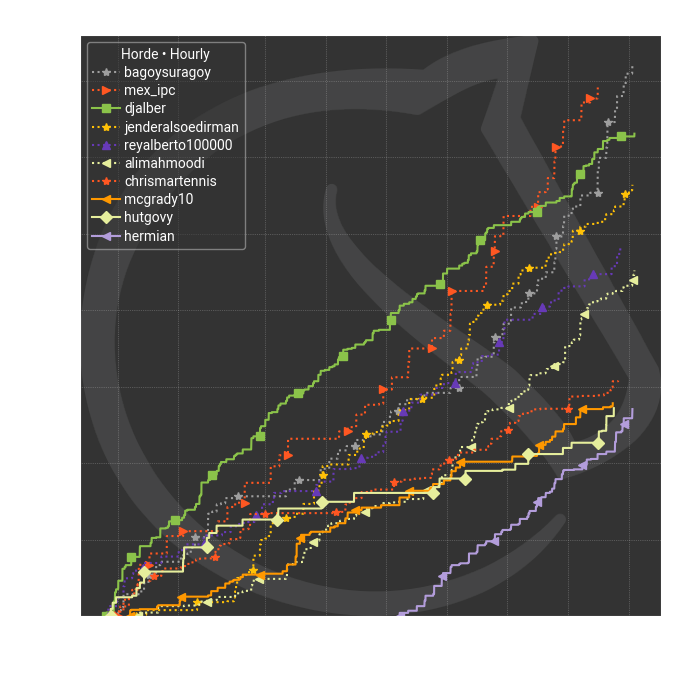 Horde • Hourly
bagoysuragoy
mex_ipc
djalber
jenderalsoedirman
reyalberto100000
alimahmoodi
chrismartennis
mcgrady10
hutgovy
hermian